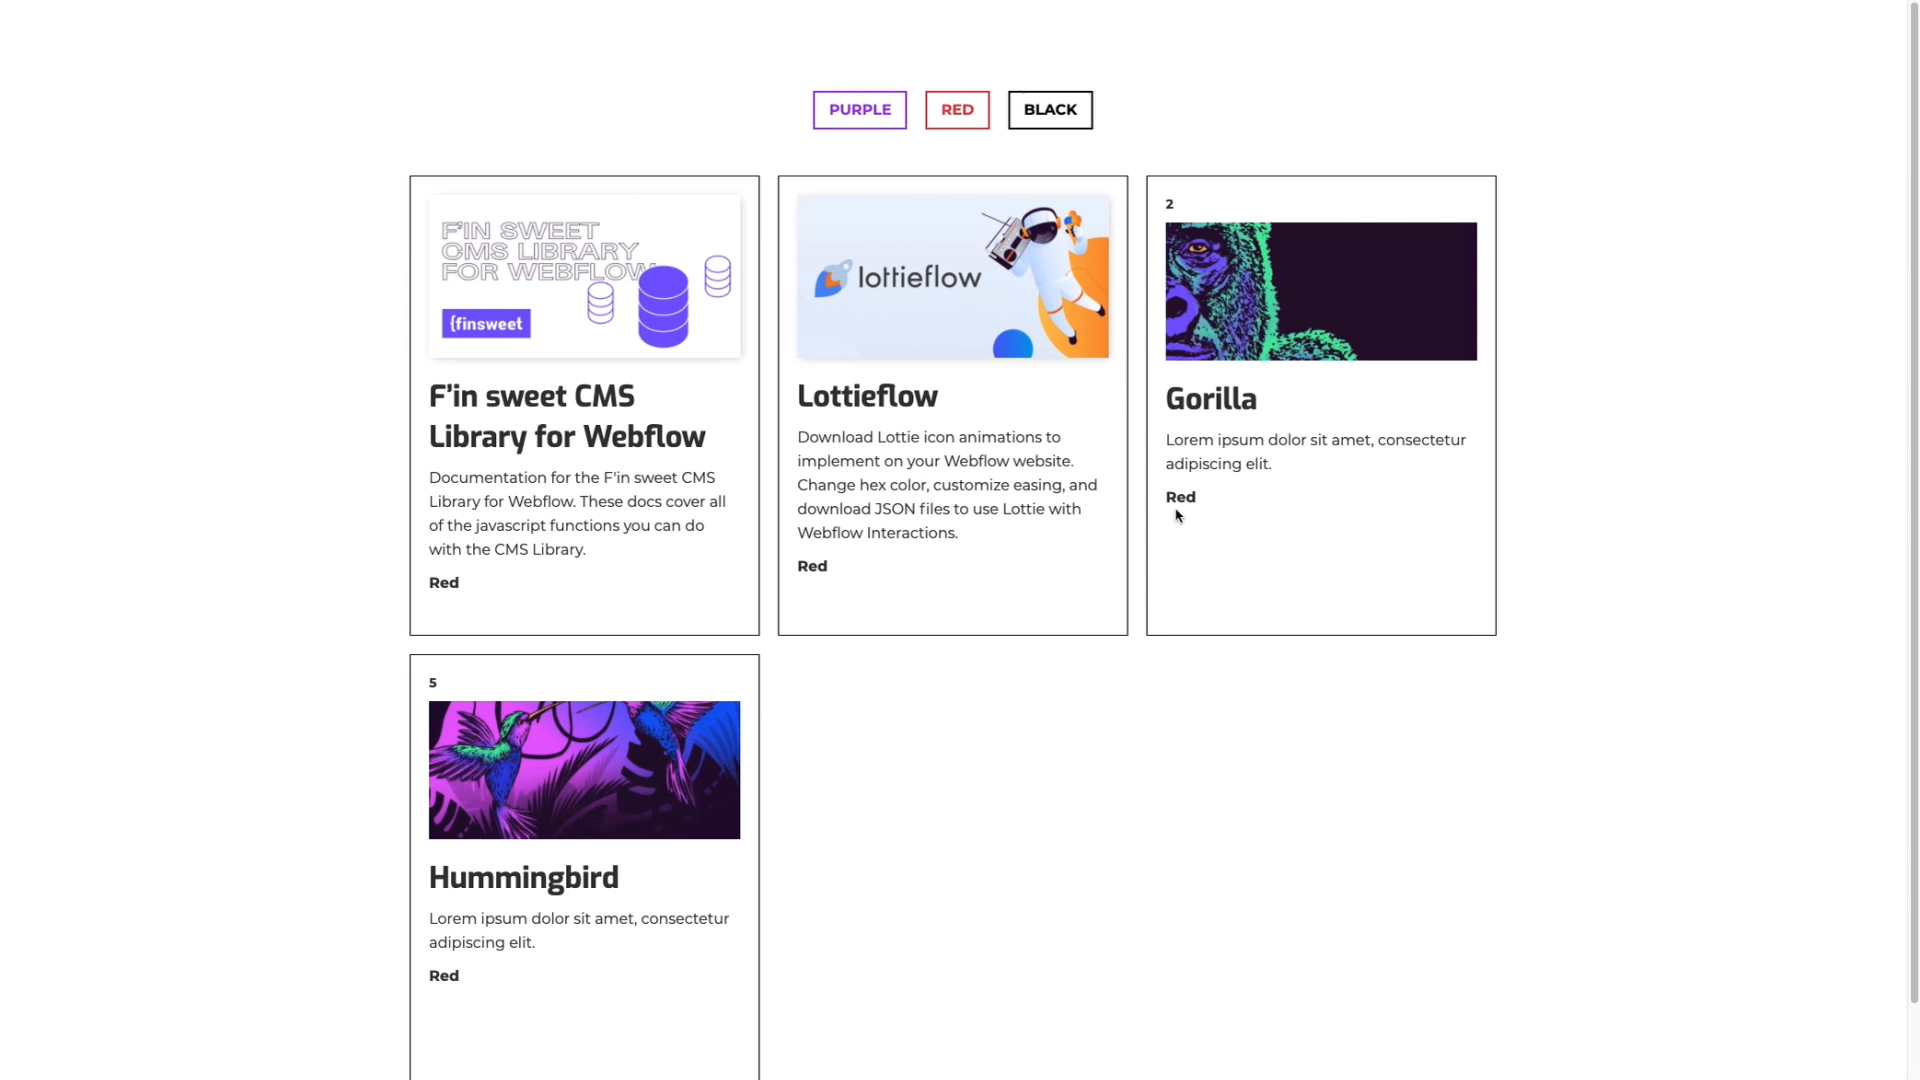 PURPLE
RED
BLACK
F'IN SWEET
CMS LIBRARY
FOR WEBFLOW
{finsweet
F’in sweet CMS
Library for Webflow
Documentation for the F'in sweet CMS
Library for Webflow. These docs cover all
of the javascript functions you can do
with the CMS Library.
Red
lottieflow
Lottieflow
Download Lottie icon animations to
implement on your Webflow website.
Change hex color, customize easing, and
download JSON files to use Lottie with
Webflow Interactions.
Red
2
Gorilla
Lorem ipsum dolor sit amet, consectetur
adipiscing elit.
Red
5
Hummingbird
Lorem ipsum dolor sit amet, consectetur
adipiscing elit.
Red